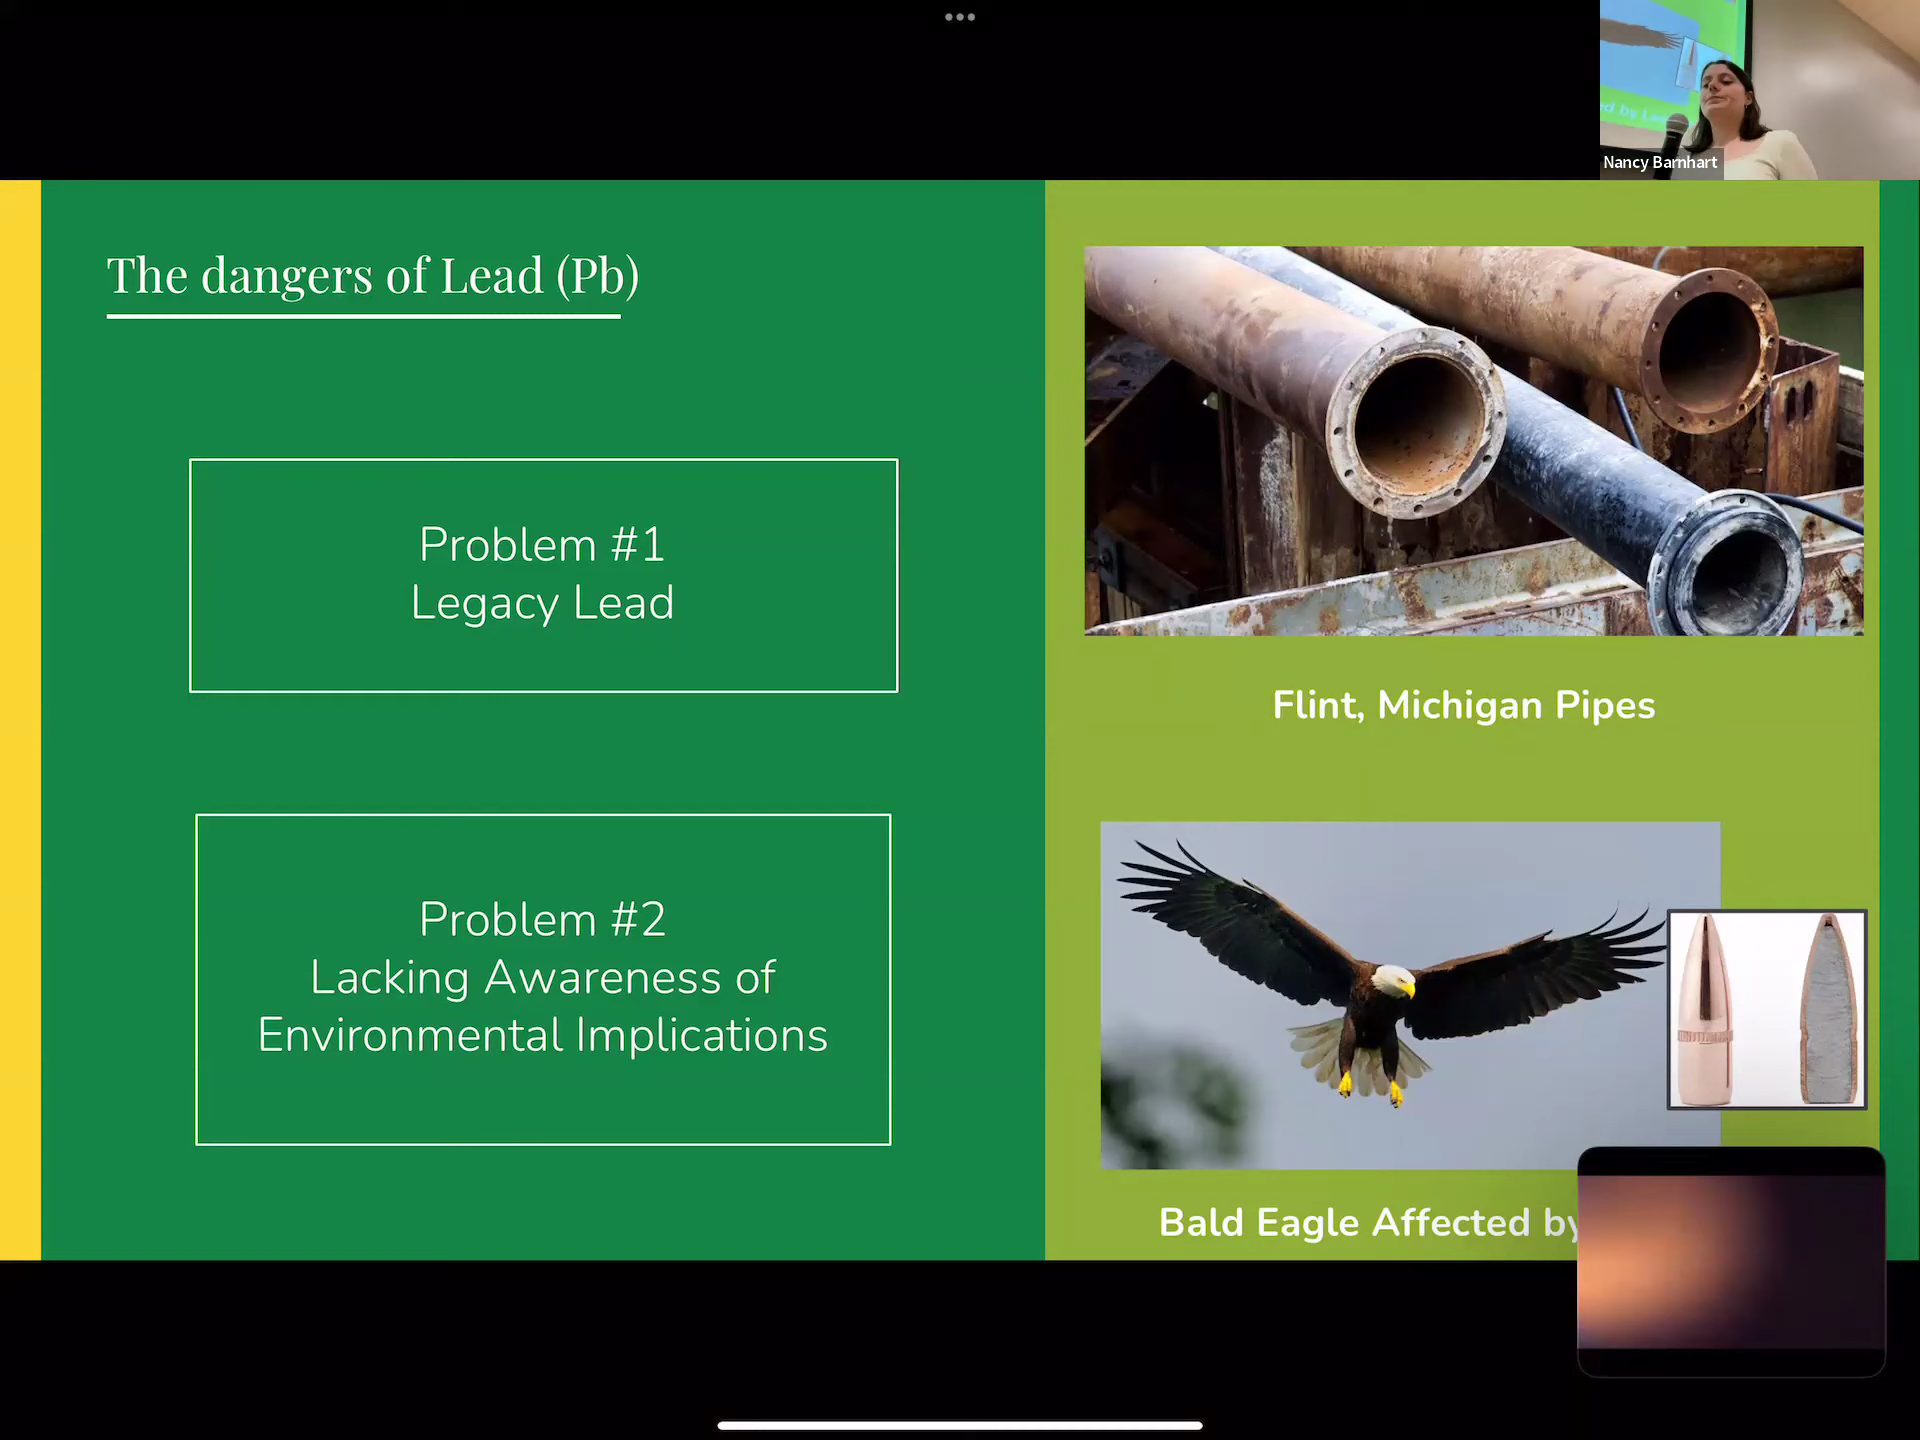 Nancy Barnhart
The dangers of Lead (Pb)
Problem #1
Legacy Lead
Flint, Michigan Pipes
Problem #2
Lacking Awareness of
Environmental Implications
Bald Eagle Affected by